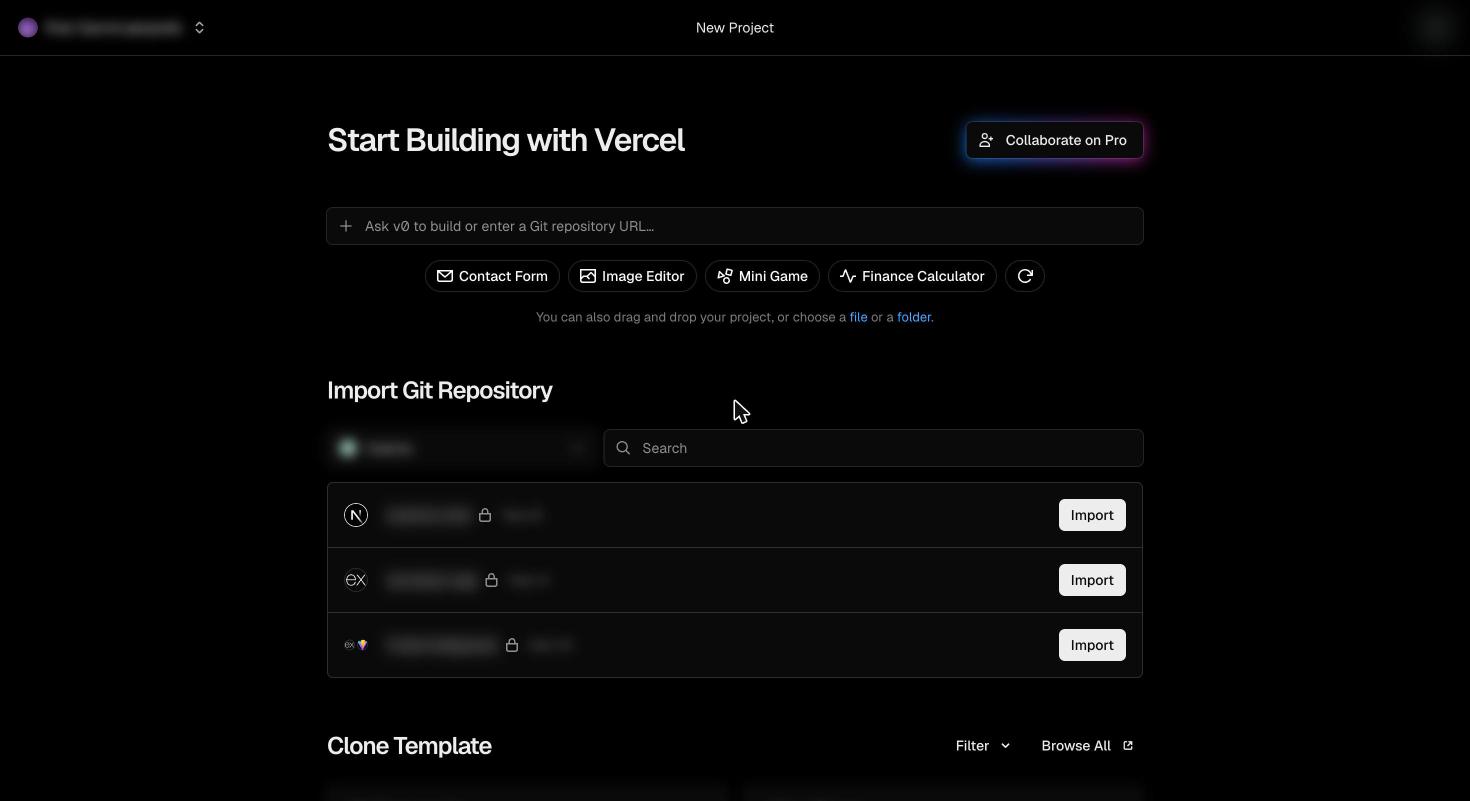 New Project
Start Building with Vercel
Collaborate on Pro
Ask v0 to build or enter a Git repository URL...
Contact Form
Image Editor
Mini Game
Finance Calculator
You can also drag and drop your project, or choose a file or a folder.
Import Git Repository
Search
N
Import
ex
Import
ex
Import
Clone Template
Filter
Browse All